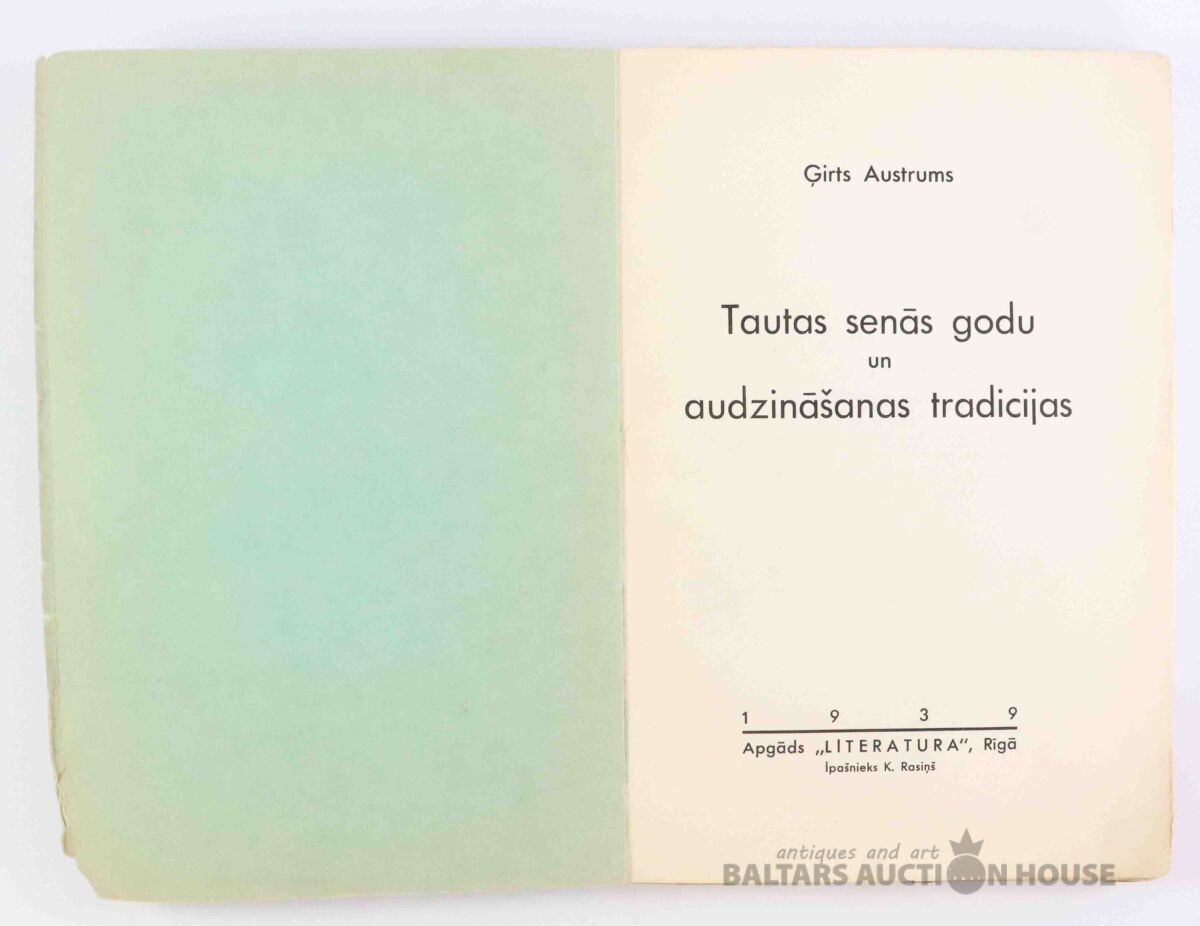 Ģirts Austrums
Tautas senās godu
un
audzināšanas tradicijas
1 9 3 9
Apgāds „LITERATURA“, Rīgā
Īpašnieks K. Rasiņš
antiques and art
BALTARS AUCTION HOUSE